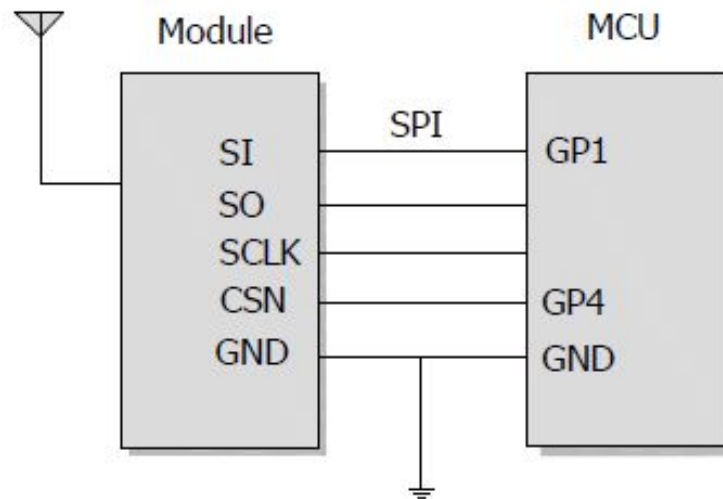 Module
MCU
SPI
SI
GP1
SO
SCLK
CSN
GP4
GND
GND